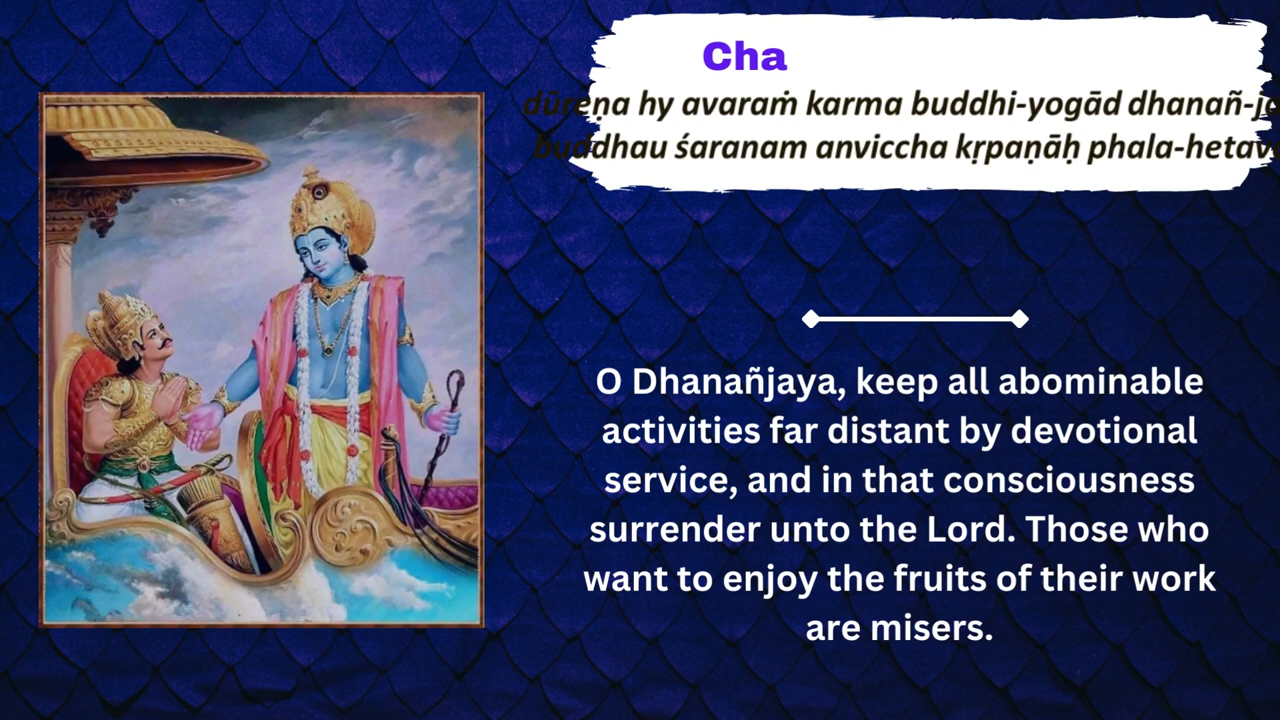 Cha
dūreṇa hy avaraṁ karma buddhi-yogād dhanañ-
buddhau śaranam anviccha kṛpaṇāḥ phala-hetav
O Dhanañjaya, keep all abominable
activities far distant by devotional
service, and in that consciousness
surrender unto the Lord. Those who
want to enjoy the fruits of their work
are misers.